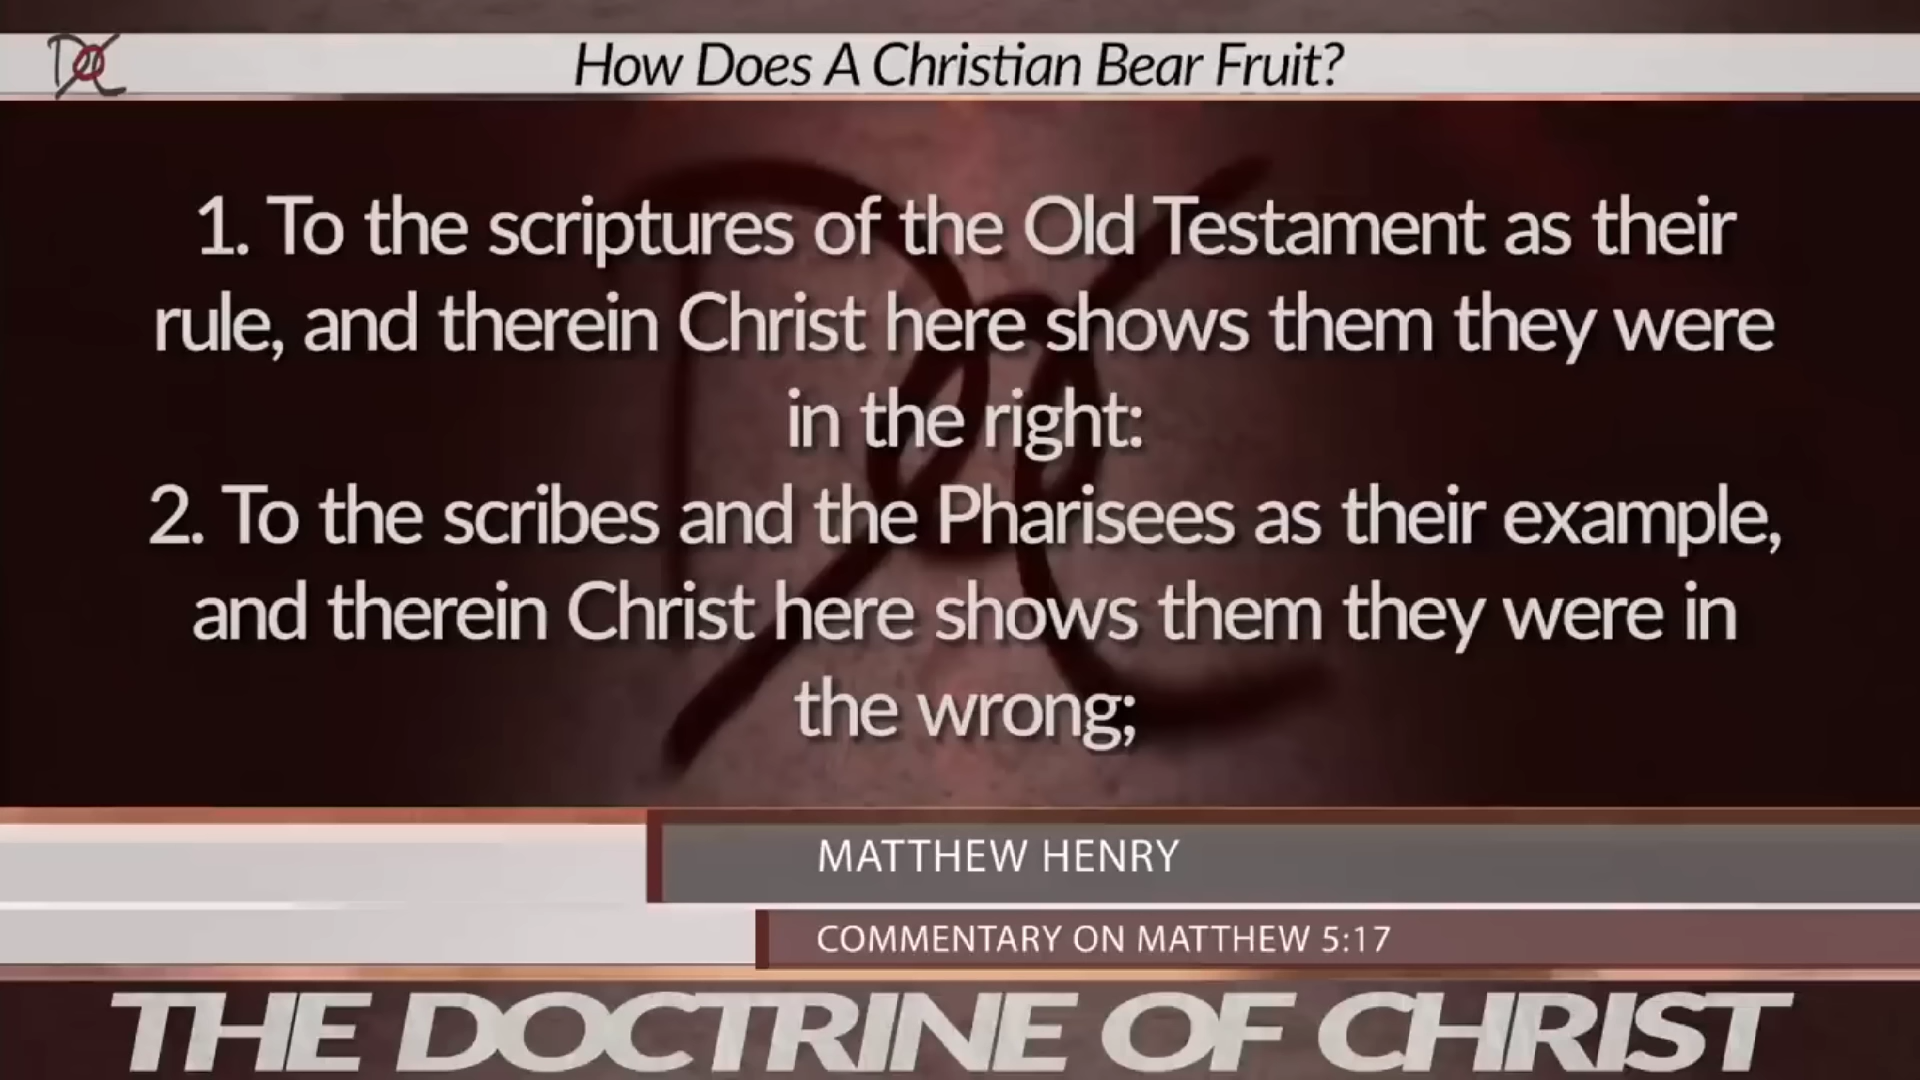 How Does A Christian Bear Fruit?
1. To the scriptures of the Old Testament as their
rule, and therein Christ here shows them they were
in the right:
2. To the scribes and the Pharisees as their example,
and therein Christ here shows them they were in
the wrong;
MATTHEW HENRY
COMMENTARY ON MATTHEW 5:17
THE DOCTRINE OF CHRIST